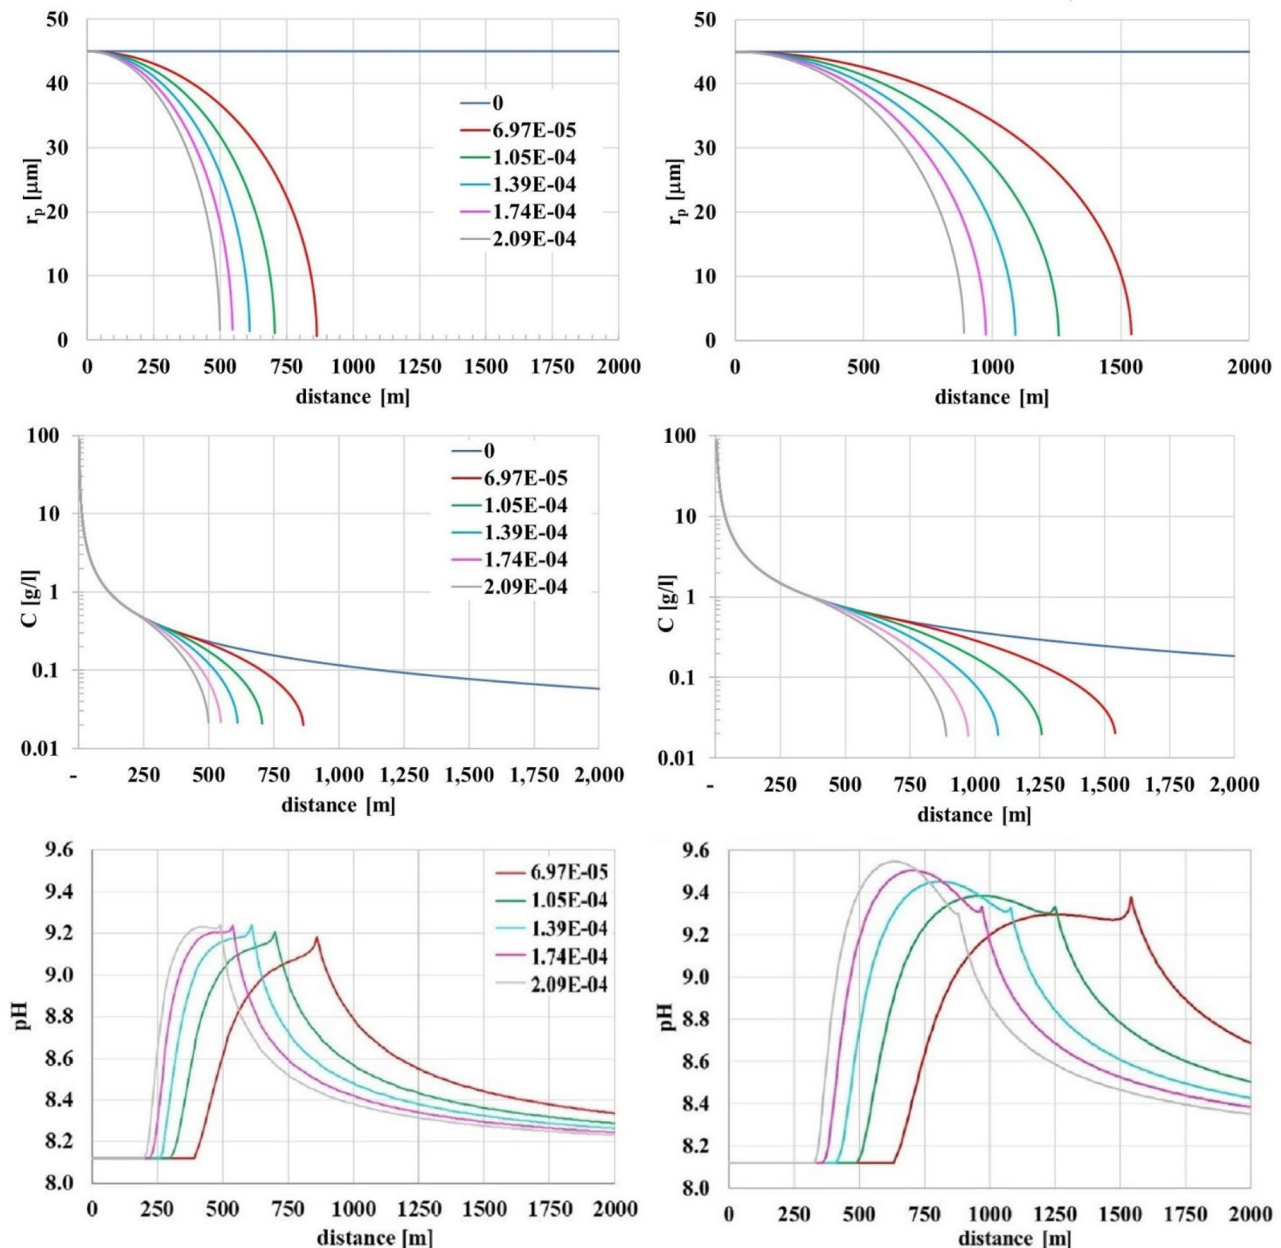 50
40
30
20
10
0
r_p [μm]
0
6.97E-05
1.05E-04
1.39E-04
1.74E-04
2.09E-04
0 250 500 750 1000 1250 1500 1750 2000
distance [m]
50
40
30
20
10
0
r_p [μm]
0 500 1000 1500 2000
distance [m]
100
10
1
0.1
0.01
C [g/l]
0
6.97E-05
1.05E-04
1.39E-04
1.74E-04
2.09E-04
- 250 500 750 1,000 1,250 1,500 1,750 2,000
distance [m]
100
10
1
0.1
0.01
C [g/l]
- 250 500 750 1,000 1,250 1,500 1,750 2,000
distance [m]
9.6
9.4
9.2
9.0
8.8
8.6
8.4
8.2
8.0
pH
6.97E-05
1.05E-04
1.39E-04
1.74E-04
2.09E-04
0 250 500 750 1000 1250 1500 1750 2000
distance [m]
9.6
9.4
9.2
9.0
8.8
8.6
8.4
8.2
8.0
pH
0 250 500 750 1000 1250 1500 1750 2000
distance [m]